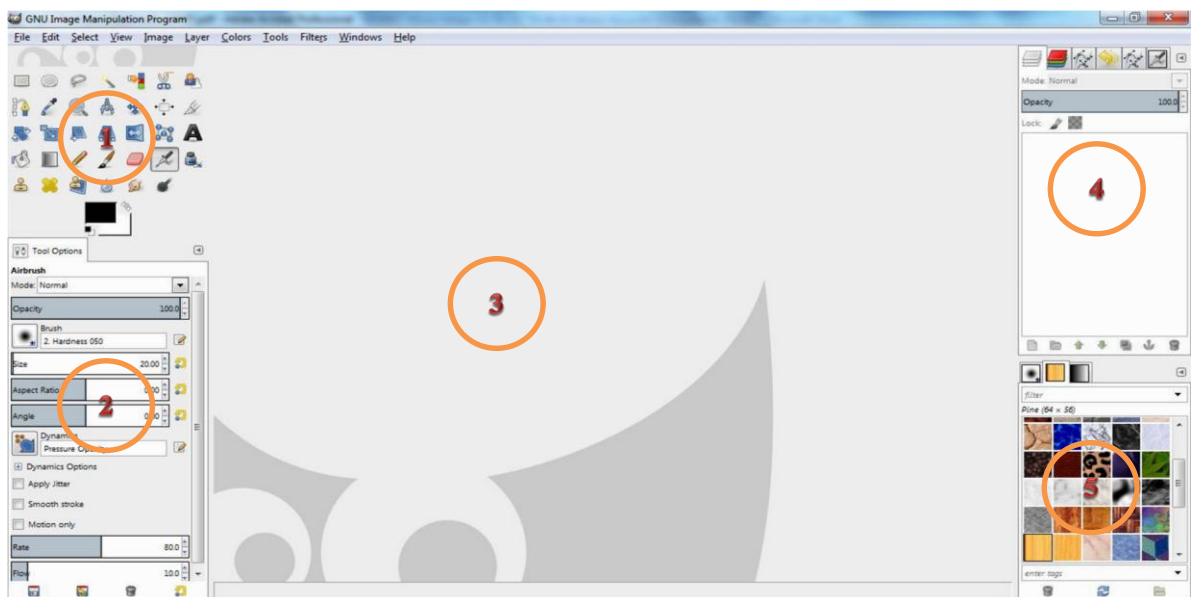 GNU Image Manipulation Program
File Edit Select View Image Layer Colors Tools Filters Windows Help
1
Tool Options
Airbrush
Mode: Normal
Opacity 100.0
Brush
2. Hardness 050
Size 20.00
Aspect Ratio 0.00
2
Angle 0.00
Dynamics
Pressure Opacity
Dynamics Options
Apply Jitter
Smooth stroke
Motion only
Rate 80.0
Flow 10.0
3
Mode: Normal
Opacity 100.0
Lock:
4
filter
Pine (64 × 56)
5
enter tags